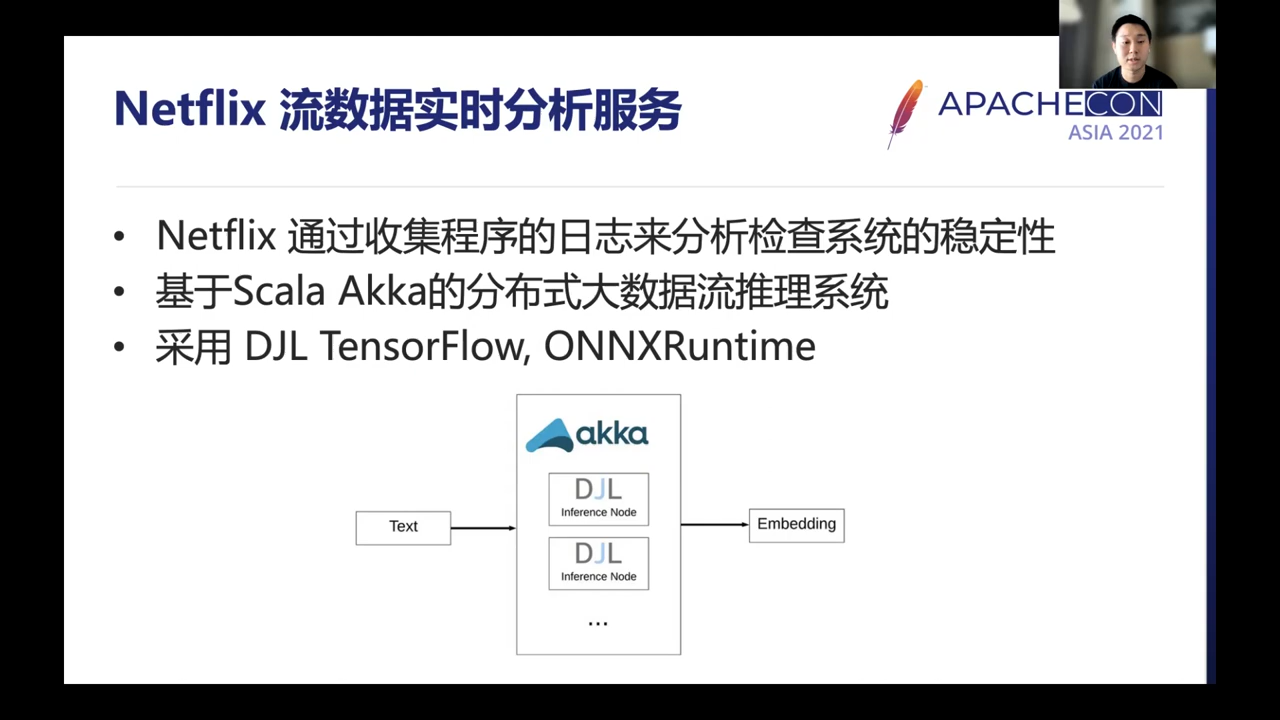 Netflix 流数据实时分析服务
APACHECON
ASIA 2021
• Netflix 通过收集程序的日志来分析检查系统的稳定性
• 基于Scala Akka的分布式大数据流推理系统
• 采用 DJL TensorFlow, ONNXRuntime
akka
DJL
Inference Node
Text
Embedding
DJL
Inference Node
...